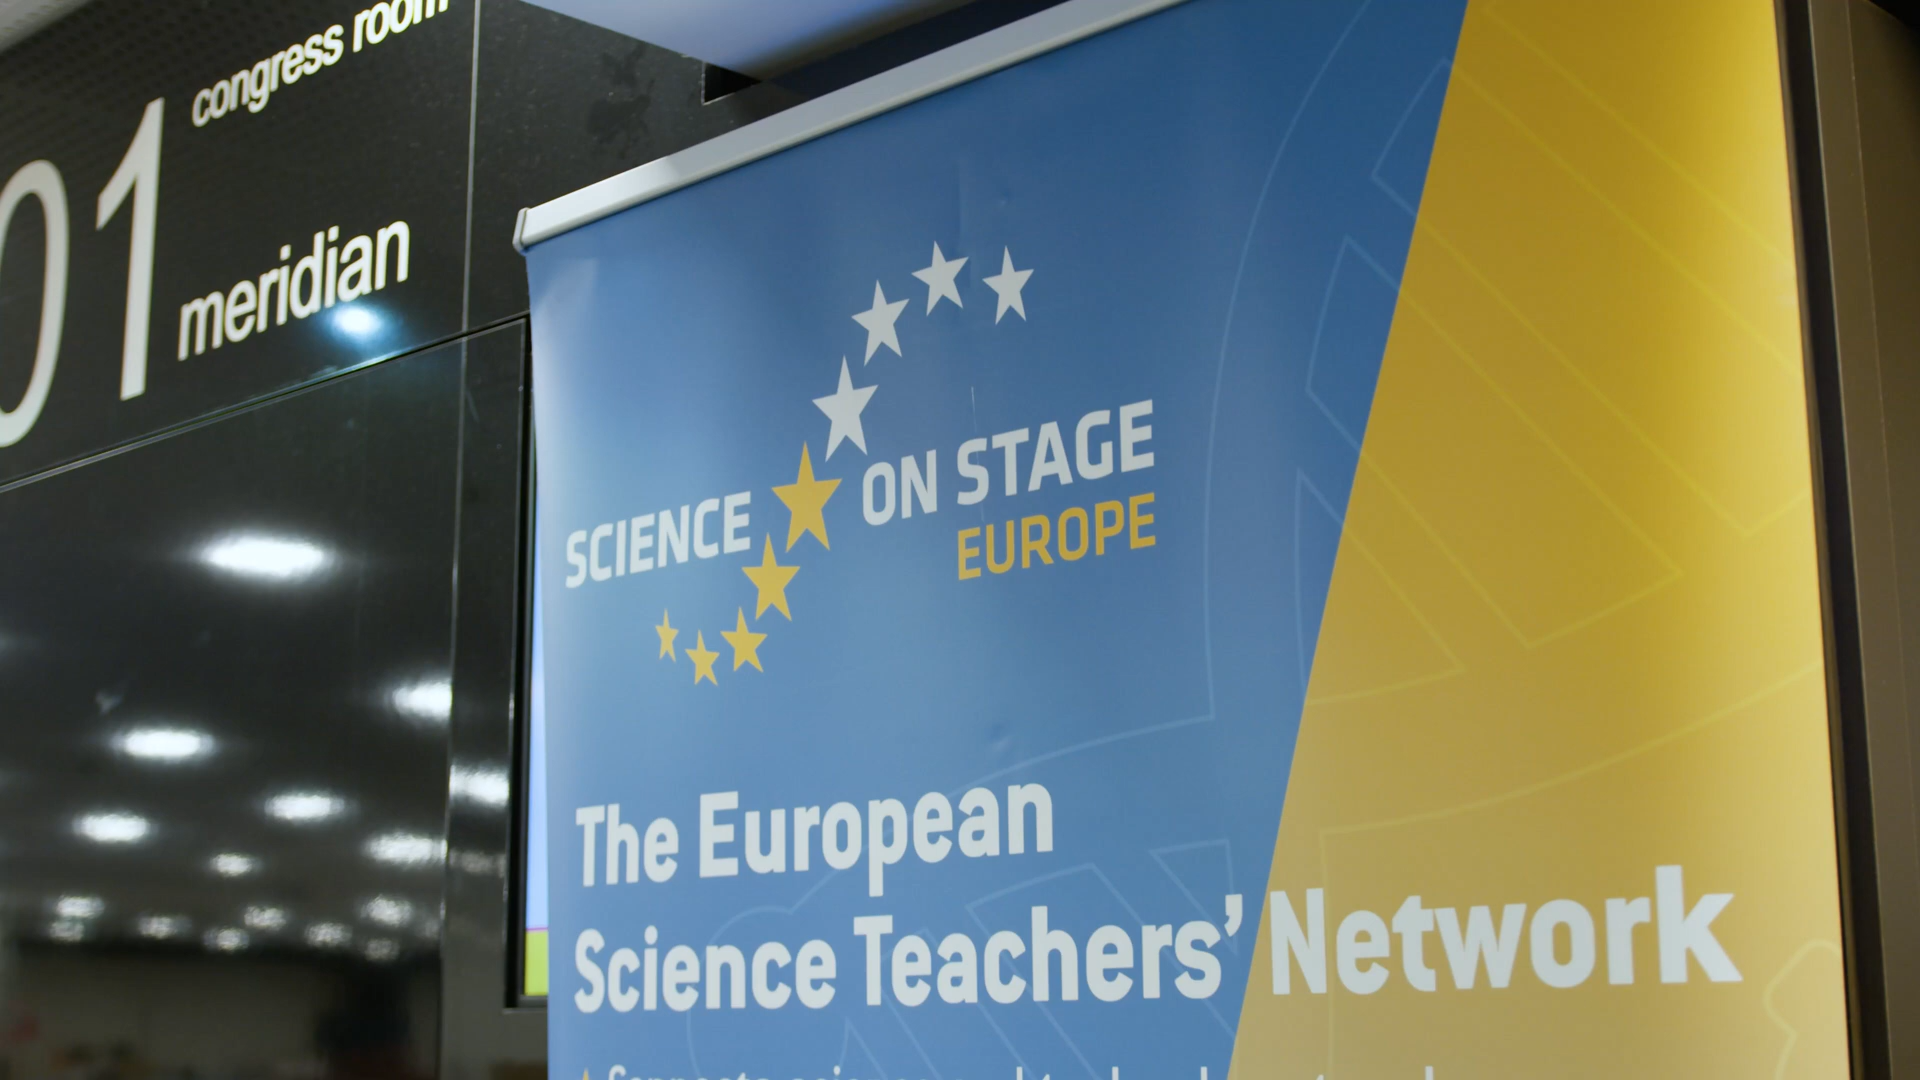 congress room
01
meridian
SCIENCE ON STAGE
EUROPE
The European
Science Teachers’ Network